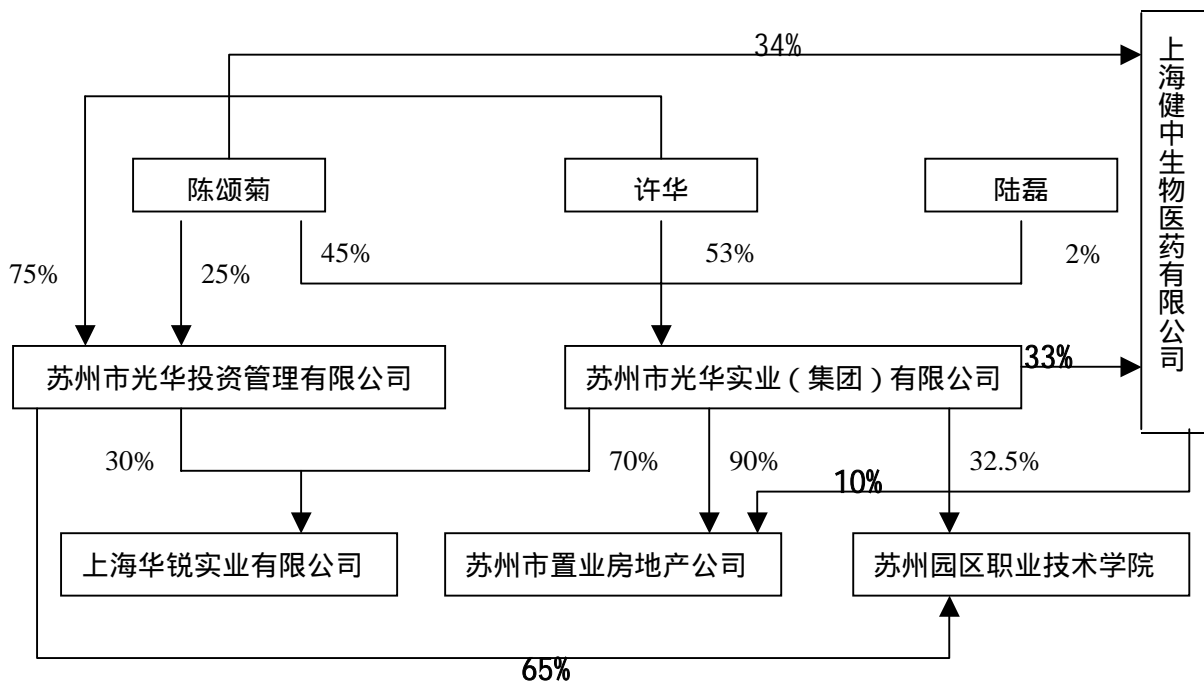 34%
上海健中生物医药有限公司
陈颂菊
许华
陆磊
75%
25%
45%
53%
2%
苏州市光华投资管理有限公司
苏州市光华实业（集团）有限公司
33%
30%
70%
90%
32.5%
10%
上海华锐实业有限公司
苏州市置业房地产公司
苏州园区职业技术学院
65%